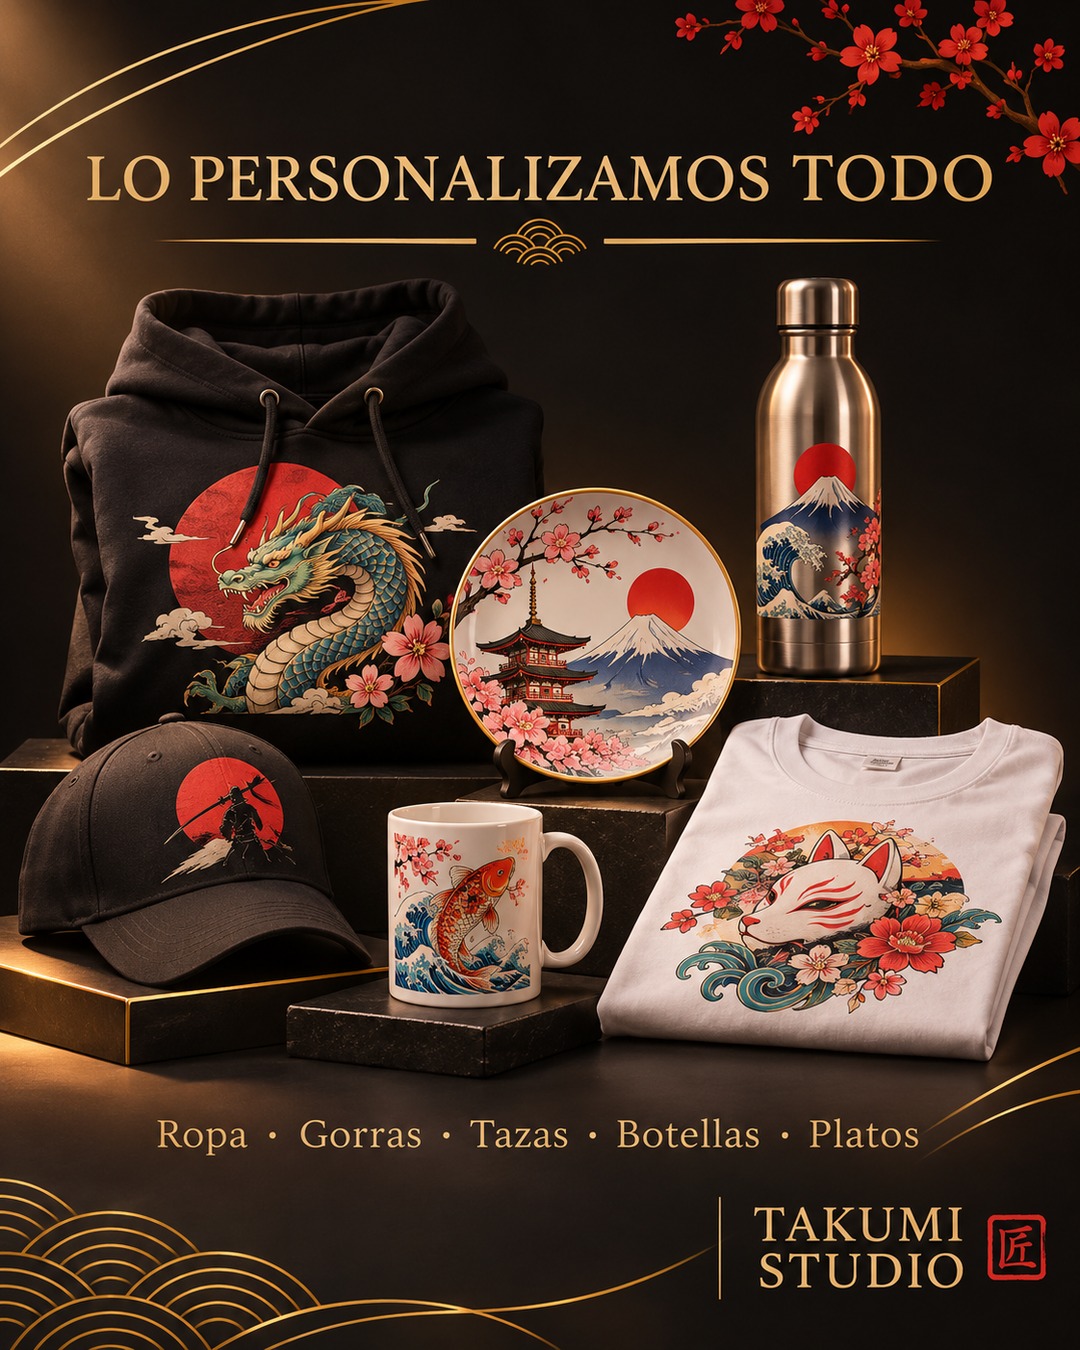 LO PERSONALIZAMOS TODO
Ropa · Gorras · Tazas · Botellas · Platos
TAKUMI
STUDIO
匠